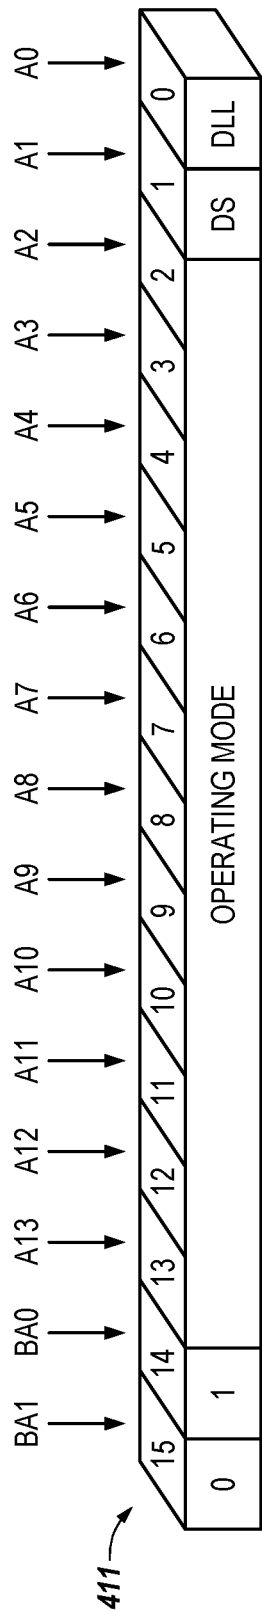 BA1 BA0 A13 A12 A11 A10 A9 A8 A7 A6 A5 A4 A3 A2 A1 A0
411
15 14 13 12 11 10 9 8 7 6 5 4 3 2 1 0
0 1 OPERATING MODE DS DLL